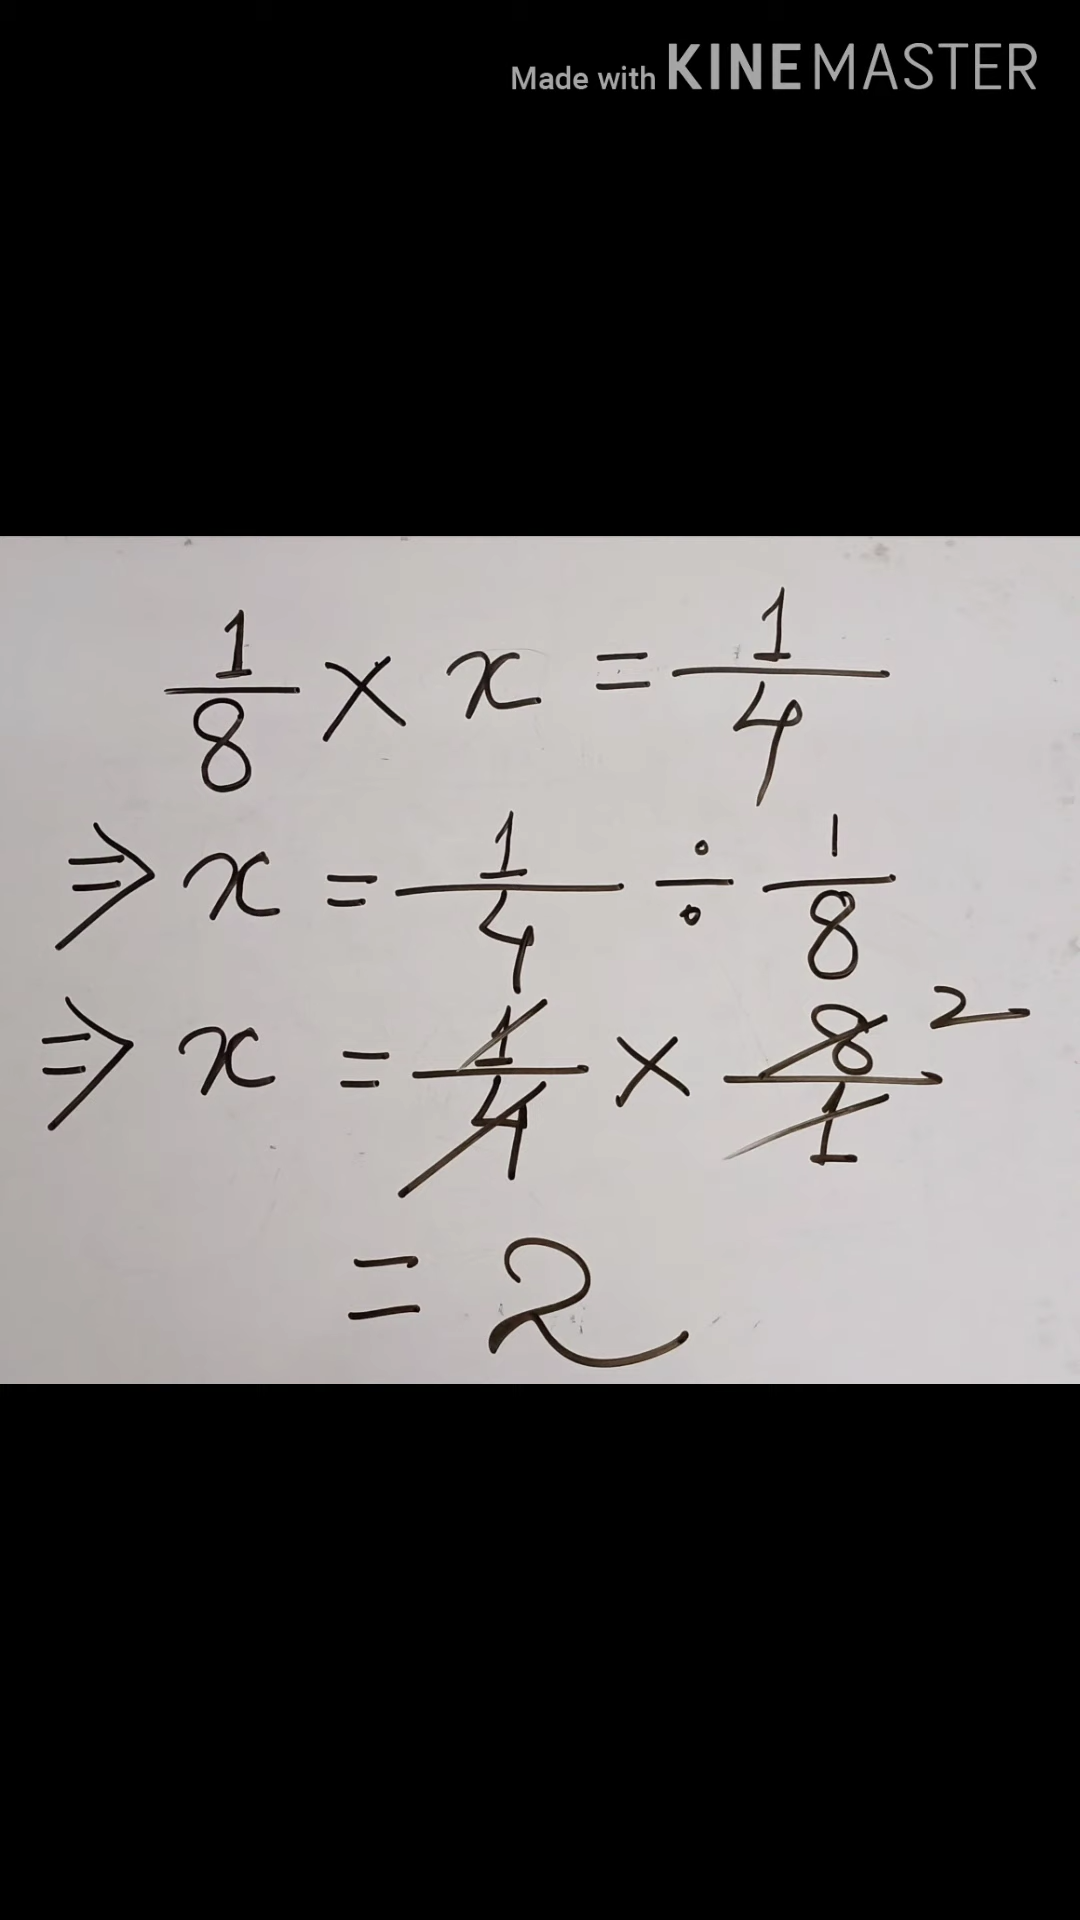 Made with KINEMASTER
1/8 × x = 1/4
⇒ x = 1/4 ÷ 1/8
⇒ x = 1/4 × 8/1 2
= 2